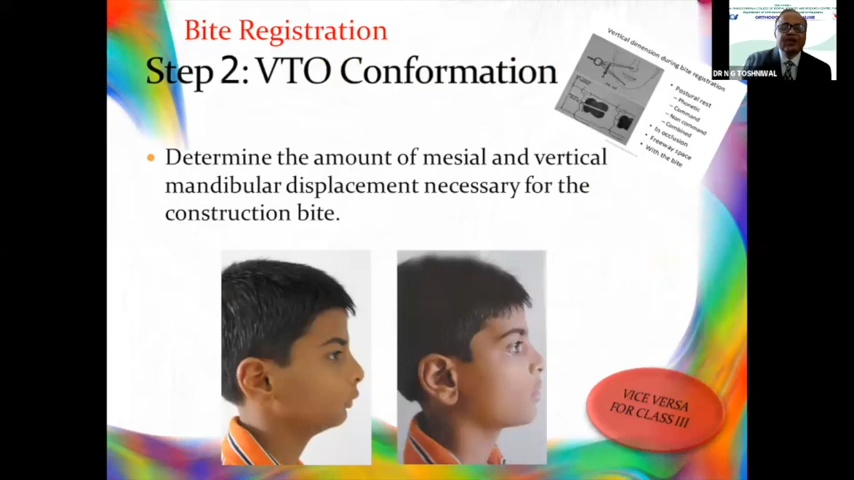 Bite Registration
Step 2: VTO Conformation
Vertical dimension during bite registration
• Postural rest
– Phonetic
– Command
– Non command
– Combined
• In occlusion
• Freeway space
• With the bite
• Determine the amount of mesial and vertical
mandibular displacement necessary for the
construction bite.
VICE VERSA
FOR CLASS III
DR N G TOSHNIWAL